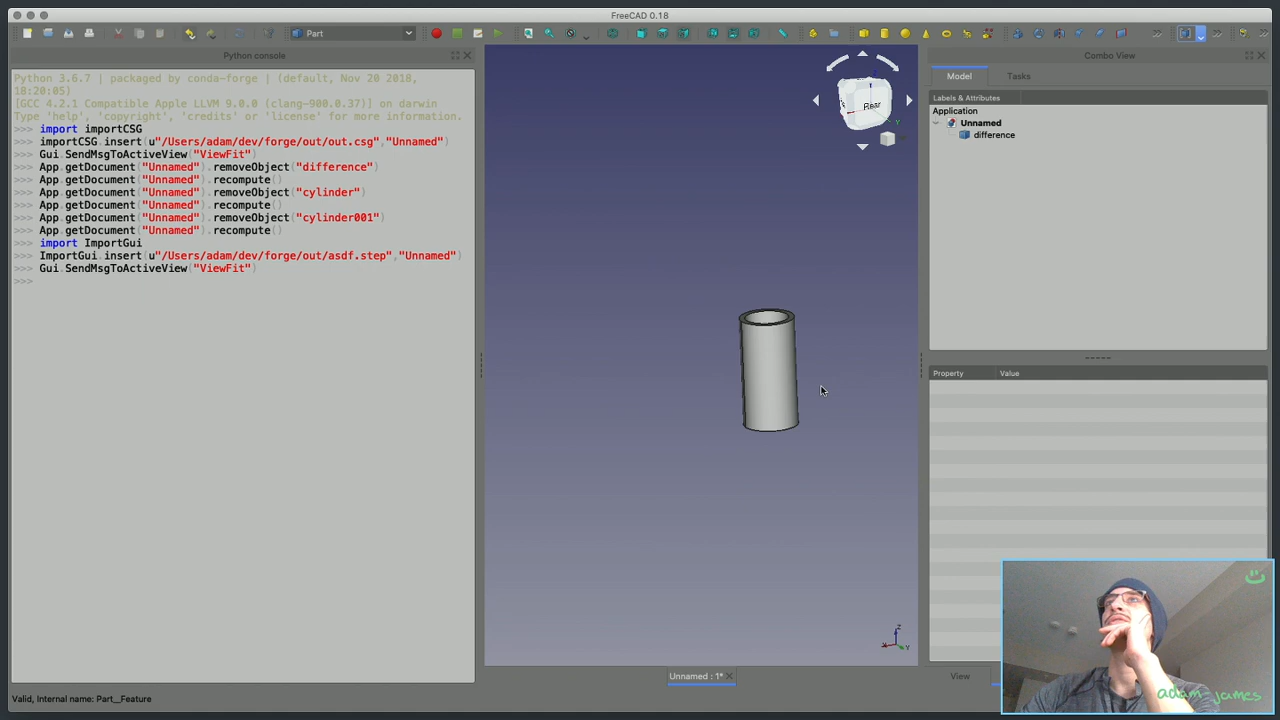 FreeCAD 0.18
Part
Python console
Python 3.6.7 | packaged by conda-forge | (default, Nov 20 2018,
18:20:05)
[GCC 4.2.1 Compatible Apple LLVM 9.0.0 (clang-900.0.37)] on darwin
Type 'help', 'copyright', 'credits' or 'license' for more information.
>>> import importCSG
>>> importCSG.insert(u"/Users/adam/dev/forge/out/out.csg","Unnamed")
>>> Gui.SendMsgToActiveView("ViewFit")
>>> App.getDocument("Unnamed").removeObject("difference")
>>> App.getDocument("Unnamed").recompute()
>>> App.getDocument("Unnamed").removeObject("cylinder")
>>> App.getDocument("Unnamed").recompute()
>>> App.getDocument("Unnamed").removeObject("cylinder001")
>>> App.getDocument("Unnamed").recompute()
>>> import ImportGui
>>> ImportGui.insert(u"/Users/adam/dev/forge/out/asdf.step","Unnamed")
>>> Gui.SendMsgToActiveView("ViewFit")
>>>
Rear
Z
Y
Unnamed : 1*
Combo View
Model
Tasks
Labels & Attributes
Application
Unnamed
difference
Property
Value
View
adam james
Valid, Internal name: Part__Feature